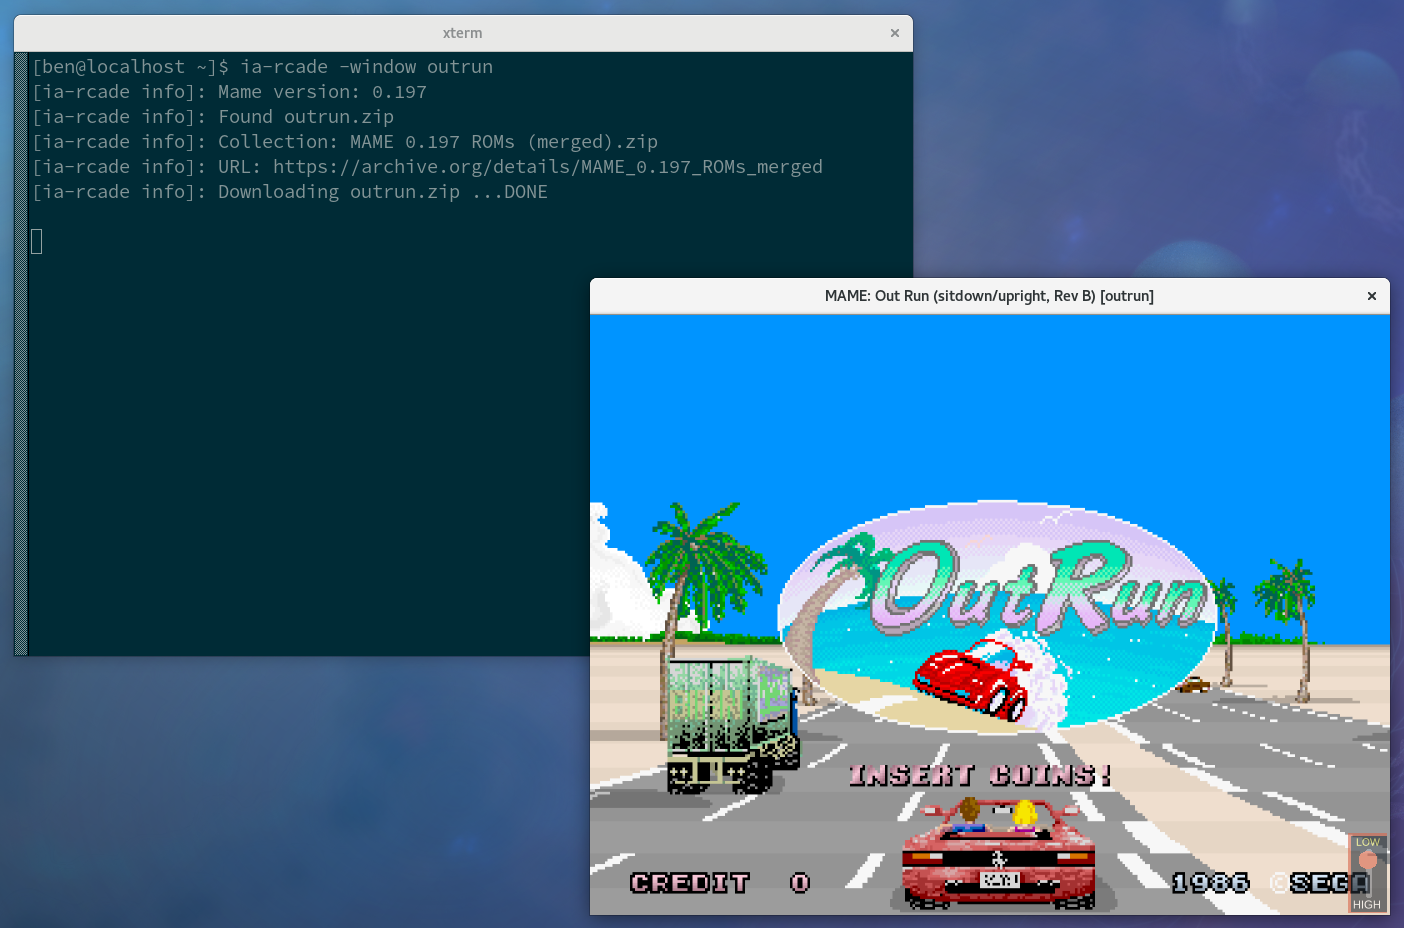 xterm
[ben@localhost ~]$ ia-rcade -window outrun
[ia-rcade info]: Mame version: 0.197
[ia-rcade info]: Found outrun.zip
[ia-rcade info]: Collection: MAME 0.197 ROMs (merged).zip
[ia-rcade info]: URL: https://archive.org/details/MAME_0.197_ROMs_merged
[ia-rcade info]: Downloading outrun.zip ...DONE
MAME: Out Run (sitdown/upright, Rev B) [outrun]
OutRun
INSERT COINS!
LOW
CREDIT 0
1986 ©SEGA
HIGH